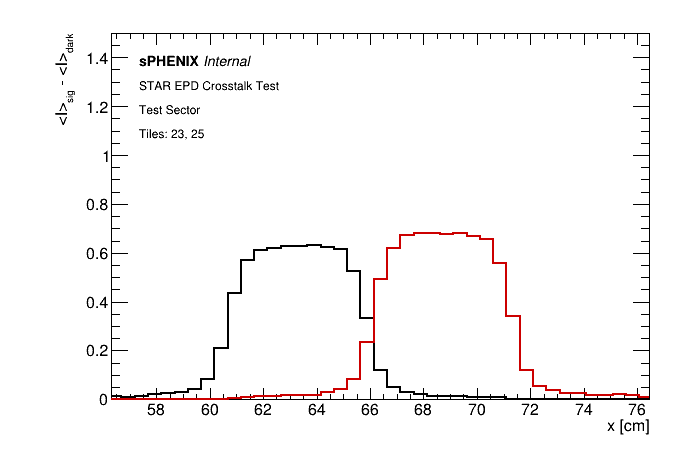 <I>sig - <I>dark
1.4
1.2
1
0.8
0.6
0.4
0.2
0
sPHENIX Internal
STAR EPD Crosstalk Test
Test Sector
Tiles: 23, 25
58 60 62 64 66 68 70 72 74 76
x [cm]